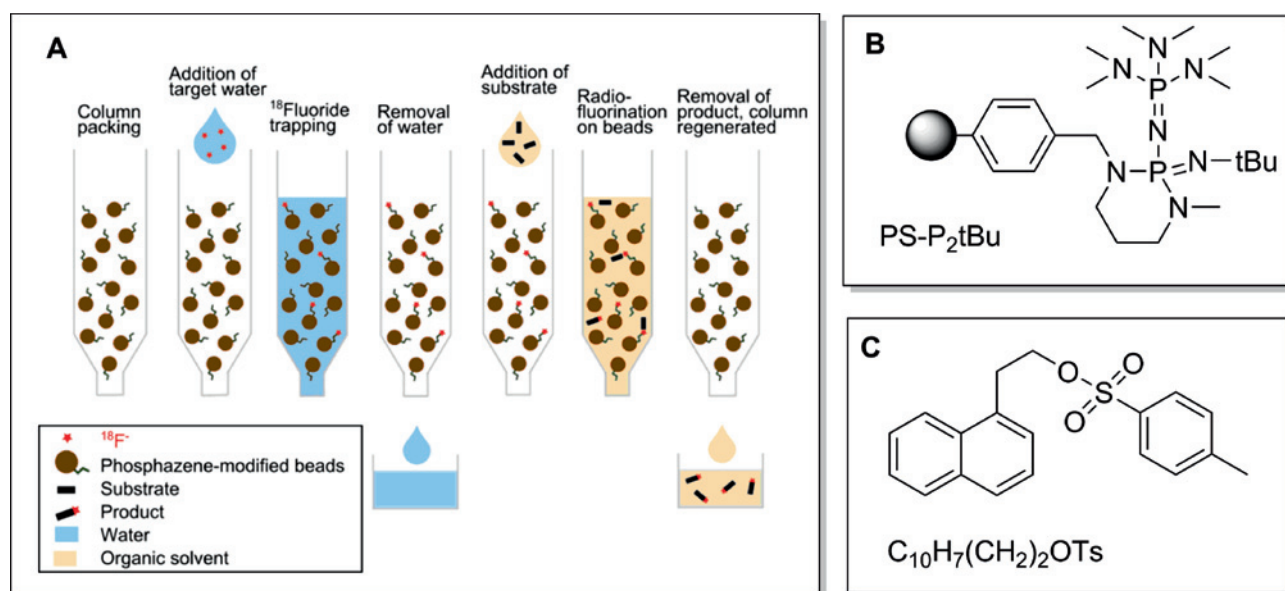 A
Column
packing
Addition of
target water
¹⁸Fluoride
trapping
Removal
of water
Addition of
substrate
Radio-
fluorination
on beads
Removal of
product, column
regenerated
¹⁸F⁻
Phosphazene-modified beads
Substrate
Product
Water
Organic solvent
B
N
N
N
P
N
N
P
N
tBu
N
PS-P₂tBu
C
O
O
S
O
C₁₀H₇(CH₂)₂OTs